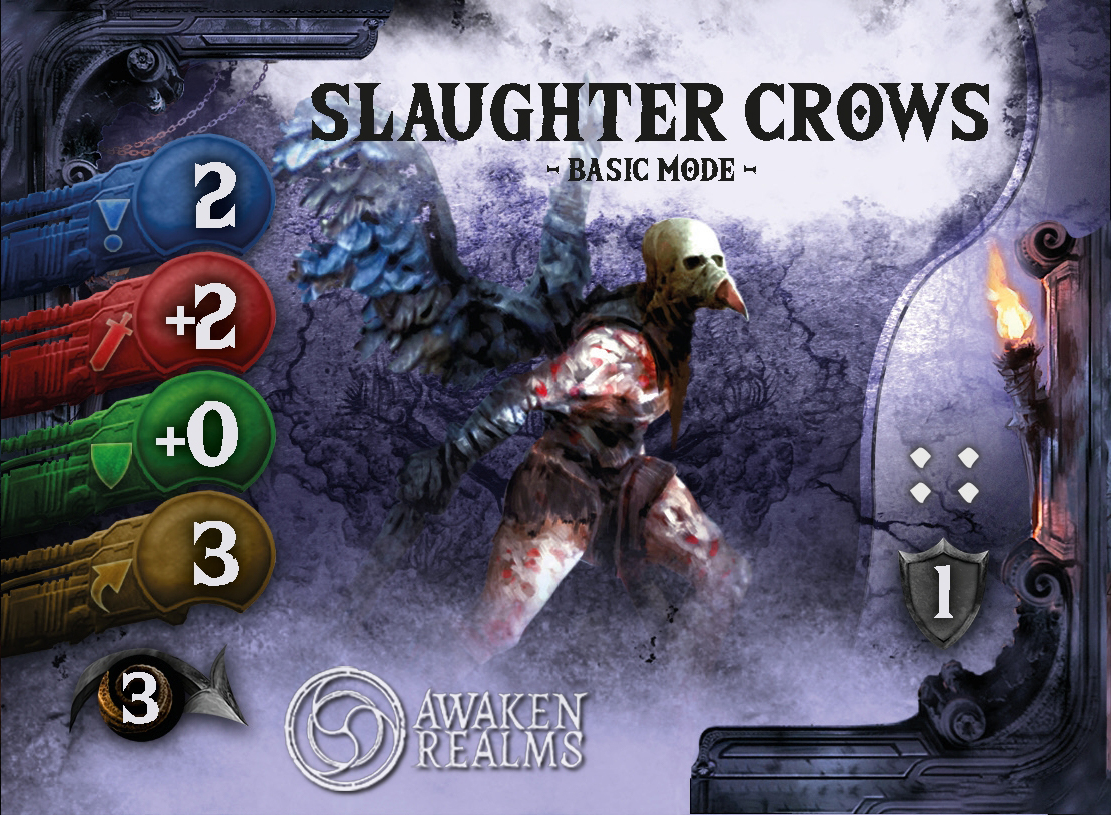 SLAUGHTER CROWS
- BASIC MODE -
2
+2
+0
3
1
3
AWAKEN
REALMS